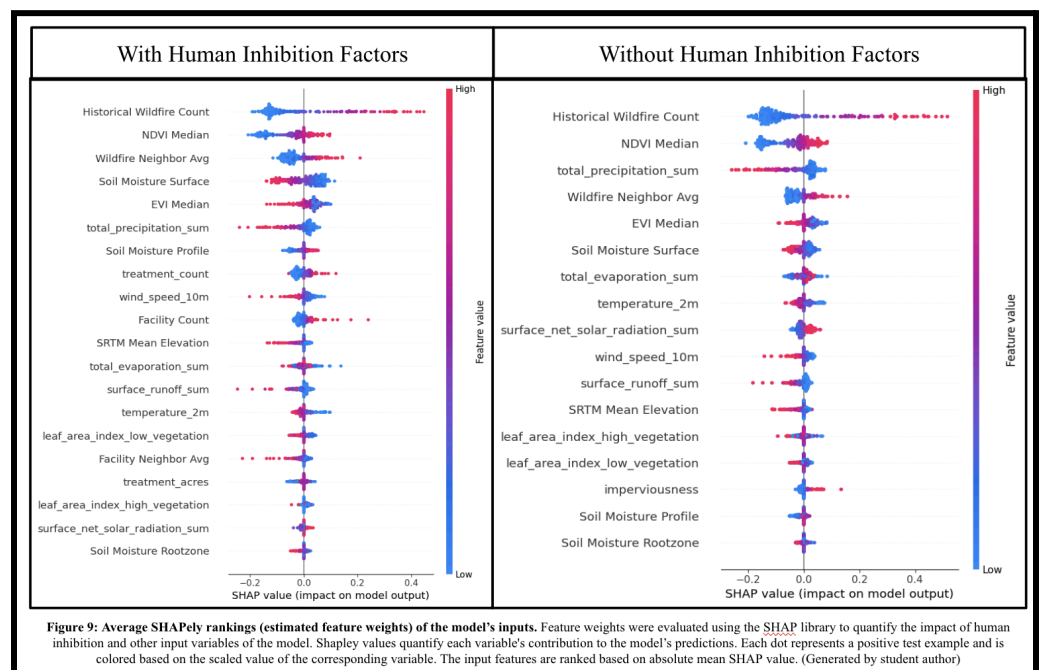 With Human Inhibition Factors
Without Human Inhibition Factors
Historical Wildfire Count
NDVI Median
Wildfire Neighbor Avg
Soil Moisture Surface
EVI Median
total_precipitation_sum
Soil Moisture Profile
treatment_count
wind_speed_10m
Facility Count
SRTM Mean Elevation
total_evaporation_sum
surface_runoff_sum
temperature_2m
leaf_area_index_low_vegetation
Facility Neighbor Avg
treatment_acres
leaf_area_index_high_vegetation
surface_net_solar_radiation_sum
Soil Moisture Rootzone
−0.2 0.0 0.2 0.4
SHAP value (impact on model output)
High
Feature value
Low
Historical Wildfire Count
NDVI Median
total_precipitation_sum
Wildfire Neighbor Avg
EVI Median
Soil Moisture Surface
total_evaporation_sum
temperature_2m
surface_net_solar_radiation_sum
wind_speed_10m
surface_runoff_sum
SRTM Mean Elevation
leaf_area_index_high_vegetation
leaf_area_index_low_vegetation
imperviousness
Soil Moisture Profile
Soil Moisture Rootzone
−0.2 0.0 0.2 0.4
SHAP value (impact on model output)
High
Feature value
Low
Figure 9: Average SHAPely rankings (estimated feature weights) of the model's inputs. Feature weights were evaluated using the SHAP library to quantify the impact of human
inhibition and other input variables of the model. Shapley values quantify each variable's contribution to the model's predictions. Each dot represents a positive test example and is
colored based on the scaled value of the corresponding variable. The input features are ranked based on absolute mean SHAP value. (Generated by student author)